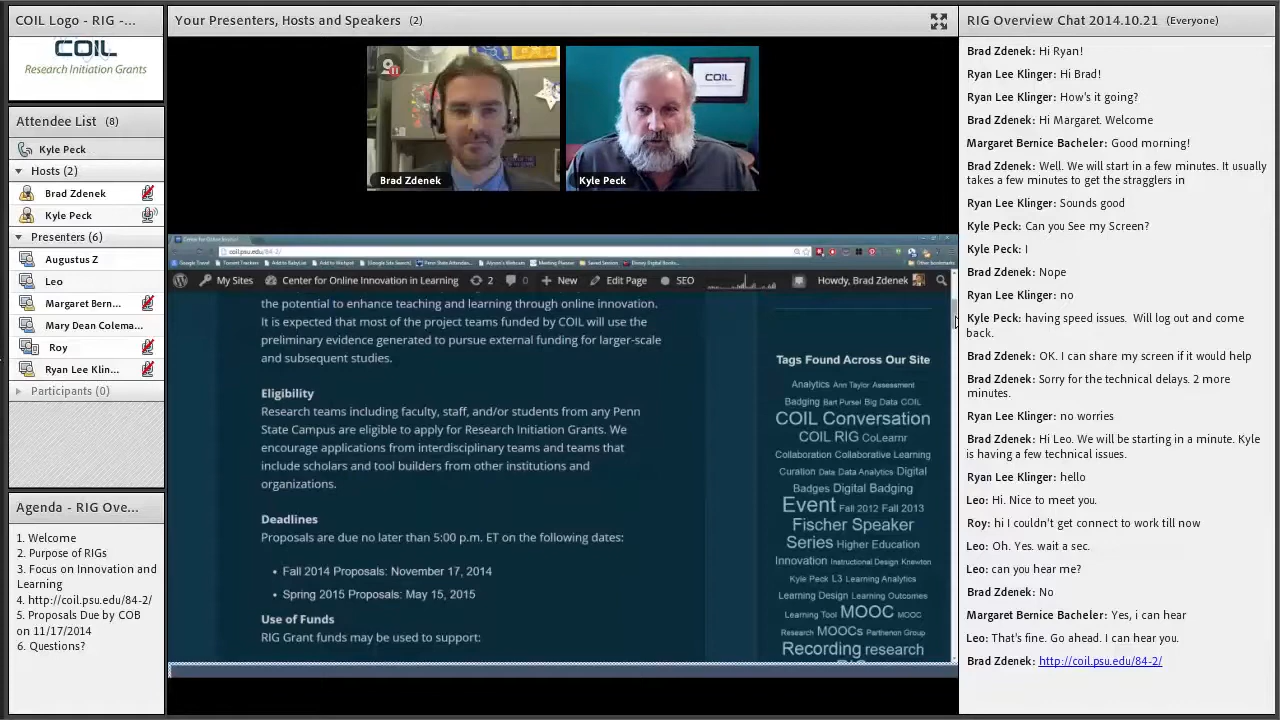 COIL Logo - RIG -...
COIL
Research Initiation Grants
Attendee List (8)
Kyle Peck
Hosts (2)
Brad Zdenek
Kyle Peck
Presenters (6)
Augustus Z
Leo
Margaret Bern...
Mary Dean Colema...
Roy
Ryan Lee Klin...
Participants (0)
Agenda - RIG OVE...
1. Welcome
2. Purpose of RIGs
3. Focus on Innovation and
Learning
4. http://coil.psu.edu/84-2/
5. Proposals Due by COB
on 11/17/2014
6. Questions?
Your Presenters, Hosts and Speakers (2)
COIL
Brad Zdenek
Kyle Peck
coil.psu.edu/84-2/
My Sites
Center for Online Innovation in Learning
2
0
New
Edit Page
SEO
Howdy, Brad Zdenek
the potential to enhance teaching and learning through online innovation.
It is expected that most of the project teams funded by COIL will use the
preliminary evidence generated to pursue external funding for larger-scale
and subsequent studies.
Eligibility
Research teams including faculty, staff, and/or students from any Penn
State Campus are eligible to apply for Research Initiation Grants. We
encourage applications from interdisciplinary teams and teams that
include scholars and tool builders from other institutions and
organizations.
Deadlines
Proposals are due no later than 5:00 p.m. ET on the following dates:
• Fall 2014 Proposals: November 17, 2014
• Spring 2015 Proposals: May 15, 2015
Use of Funds
RIG Grant funds may be used to support:
Tags Found Across Our Site
Analytics Ann Taylor Assessment
Badging Bart Pursel Big Data COIL
COIL Conversation
COIL RIG CoLearnr
Collaboration Collaborative Learning
Curation Data Data Analytics Digital
Badges Digital Badging
Event Fall 2012 Fall 2013
Fischer Speaker
Series Higher Education
Innovation Instructional Design Knewton
Kyle Peck L3 Learning Analytics
Learning Design Learning Outcomes
Learning Tool MOOC MOOC
Research MOOCs Parthenon Group
Recording research
RIG Overview Chat 2014.10.21 (Everyone)
Brad Zdenek: Hi Ryan!
Ryan Lee Klinger: Hi Brad!
Ryan Lee Klinger: How's it going?
Brad Zdenek: Hi Margaret. Welcome
Margaret Bernice Bacheler: Good morning!
Brad Zdenek: Well. We will start in a few minutes. It usually
takes a few minutes to get the stragglers in
Ryan Lee Klinger: Sounds good
Kyle Peck: Can you See my Screen?
Kyle Peck: !
Brad Zdenek: Nope
Ryan Lee Klinger: no
Kyle Peck: having speed issues. Will log out and come
back.
Brad Zdenek: OK. I can share my screen if it would help
Brad Zdenek: Sorry for the technical delays. 2 more
minutes.
Ryan Lee Klinger: no worries
Brad Zdenek: Hi Leo. We will be starting in a minute. Kyle
is having a few technical issues.
Ryan Lee Klinger: hello
Leo: Hi. Nice to meet you.
Roy: hi I couldn't get connect to work till now
Leo: Oh. Yes. wait a sec.
Leo: can you hear me?
Brad Zdenek: No
Margaret Bernice Bacheler: Yes, i can hear
Leo: That's fine. Go ahead. I can hear you.
Brad Zdenek: http://coil.psu.edu/84-2/